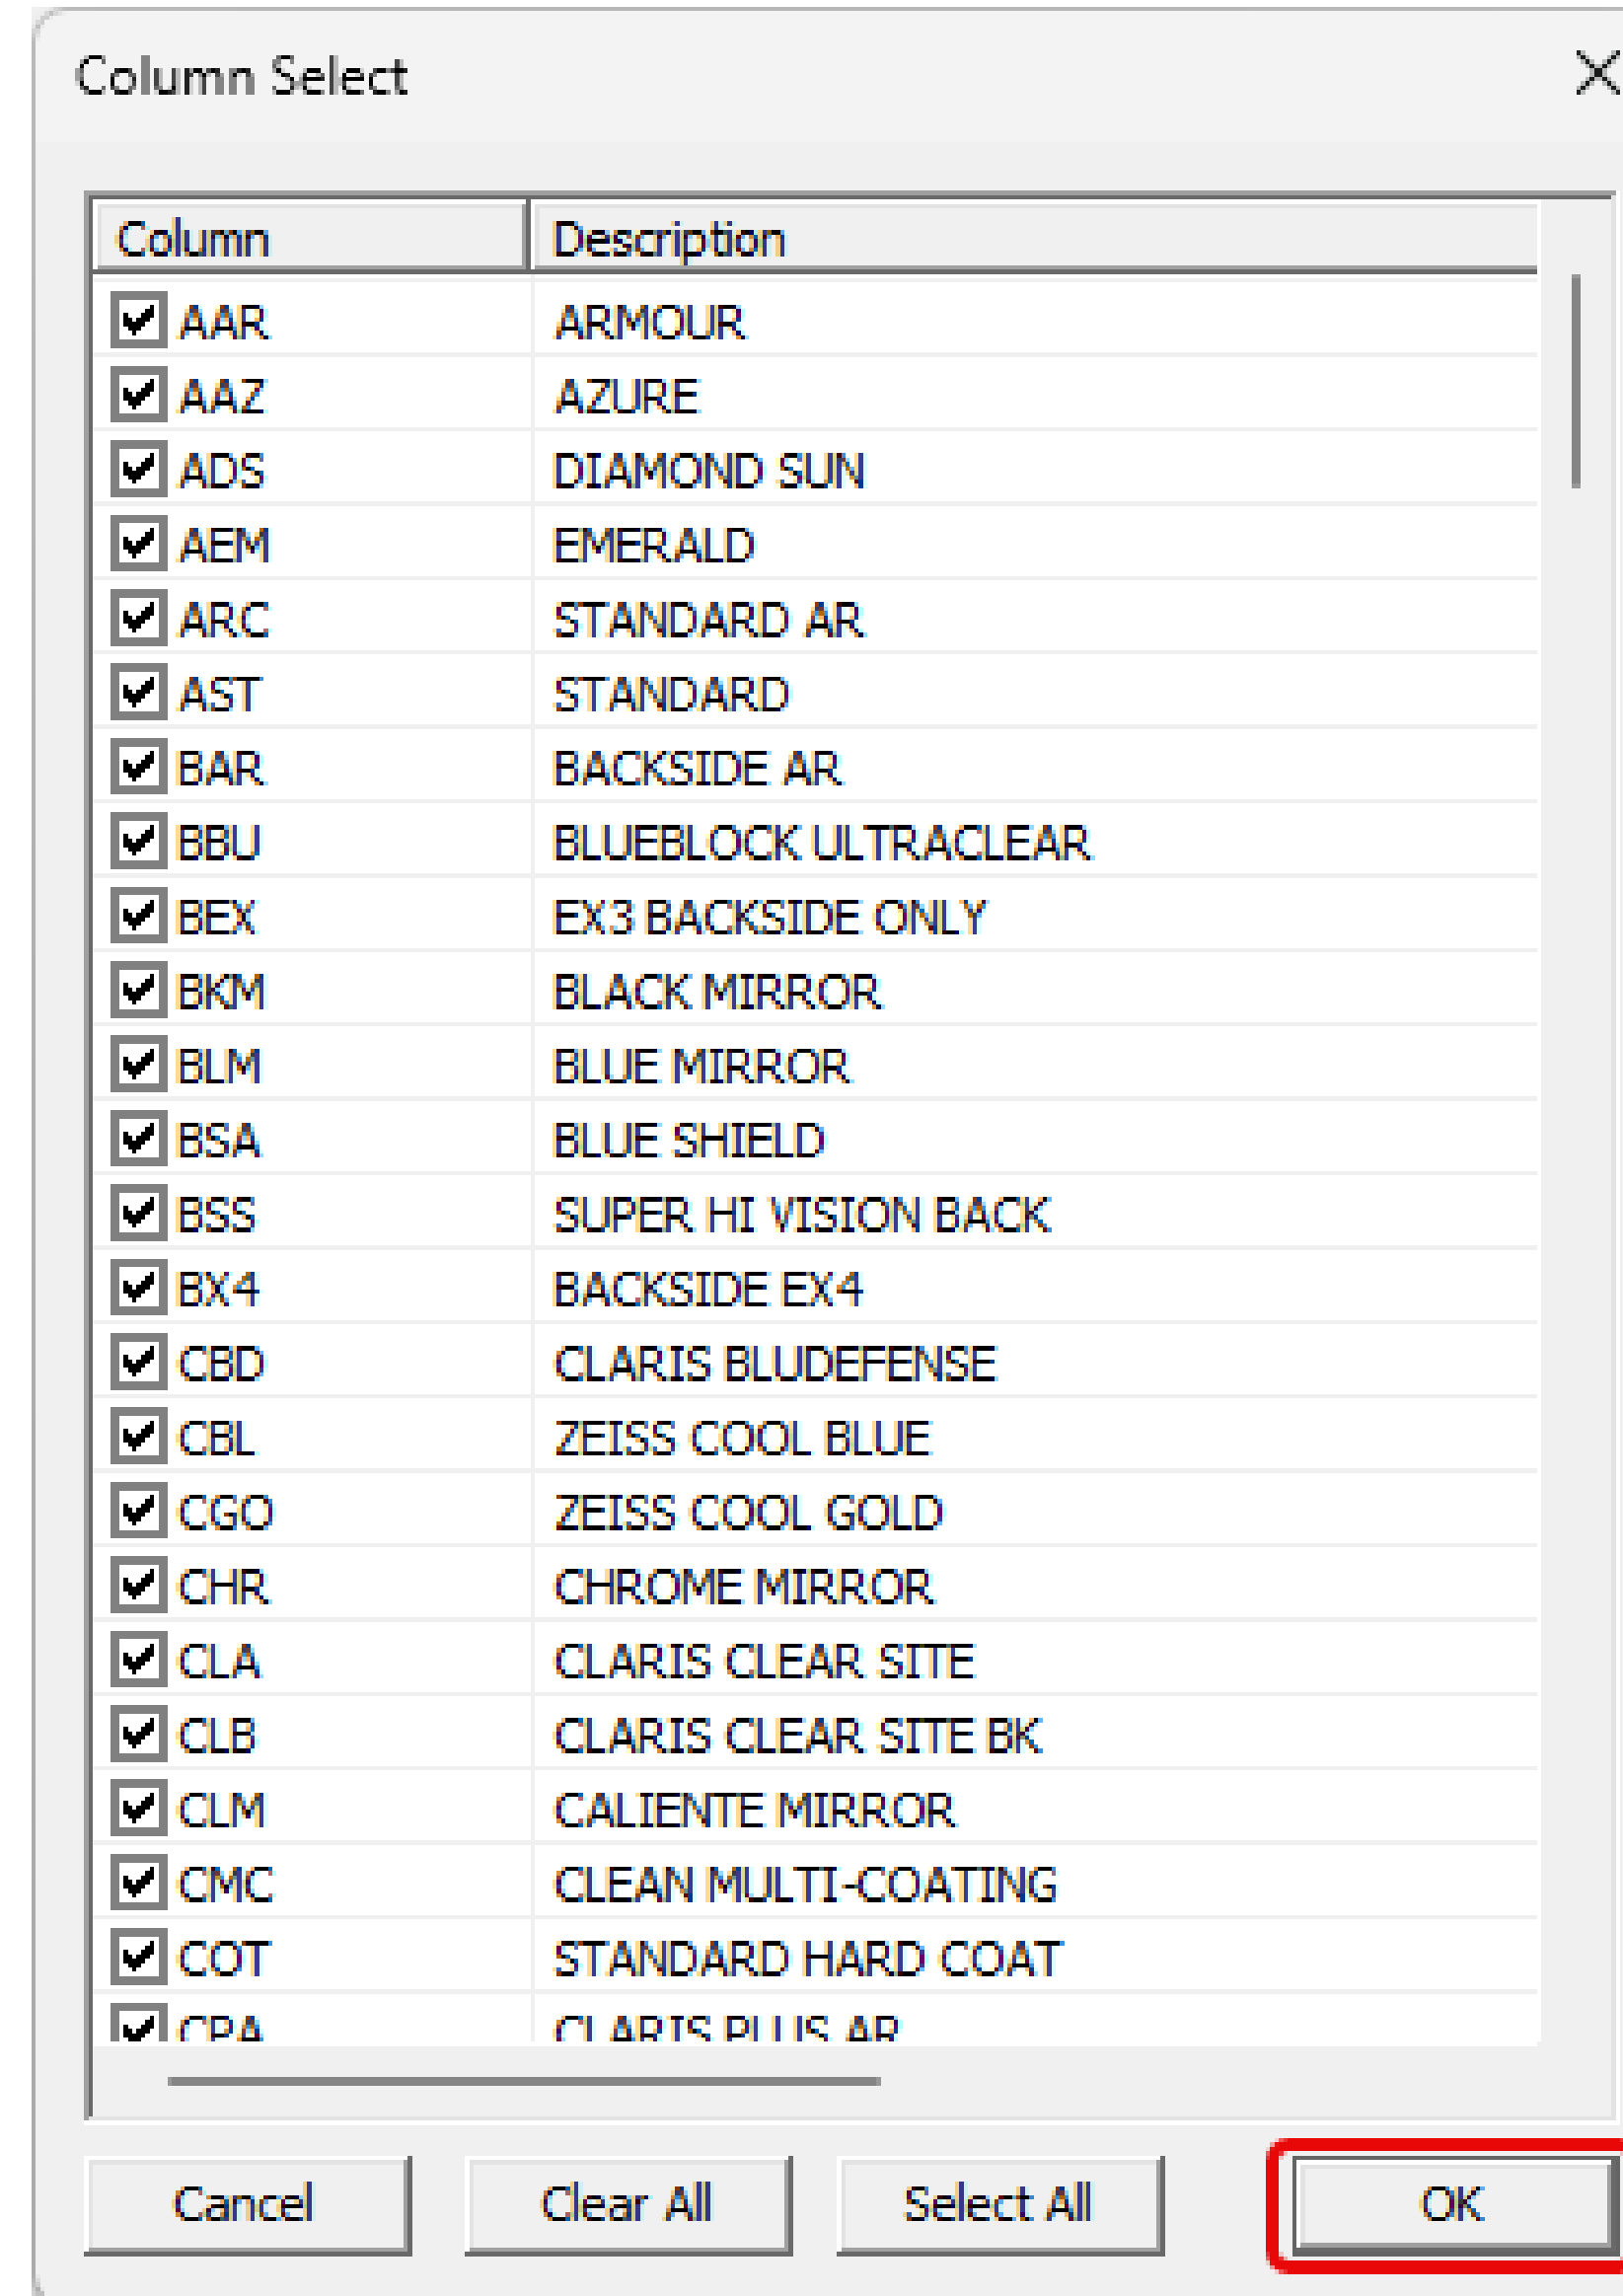 Column Select
Column Description
AAR ARMOUR
AAZ AZURE
ADS DIAMOND SUN
AEM EMERALD
ARC STANDARD AR
AST STANDARD
BAR BACKSIDE AR
BBU BLUEBLOCK ULTRACLEAR
BEX EX3 BACKSIDE ONLY
BKM BLACK MIRROR
BLM BLUE MIRROR
BSA BLUE SHIELD
BSS SUPER HI VISION BACK
BX4 BACKSIDE EX4
CBD CLARIS BLUDEFENSE
CBL ZEISS COOL BLUE
CGO ZEISS COOL GOLD
CHR CHROME MIRROR
CLA CLARIS CLEAR SITE
CLB CLARIS CLEAR SITE BK
CLM CALIENTE MIRROR
CMC CLEAN MULTI-COATING
COT STANDARD HARD COAT
CPA CLARIS PLUS AR
Cancel Clear All Select All OK